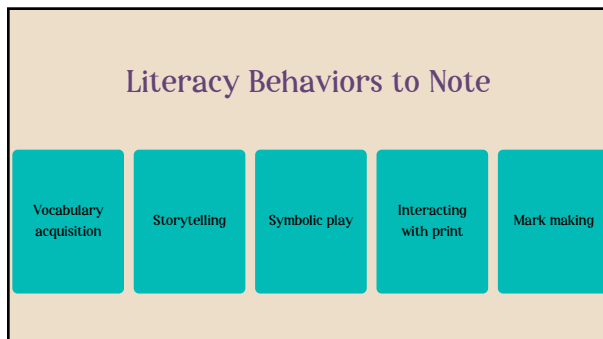 Literacy Behaviors to Note
Vocabulary
acquisition
Storytelling
Symbolic play
Interacting
with print
Mark making